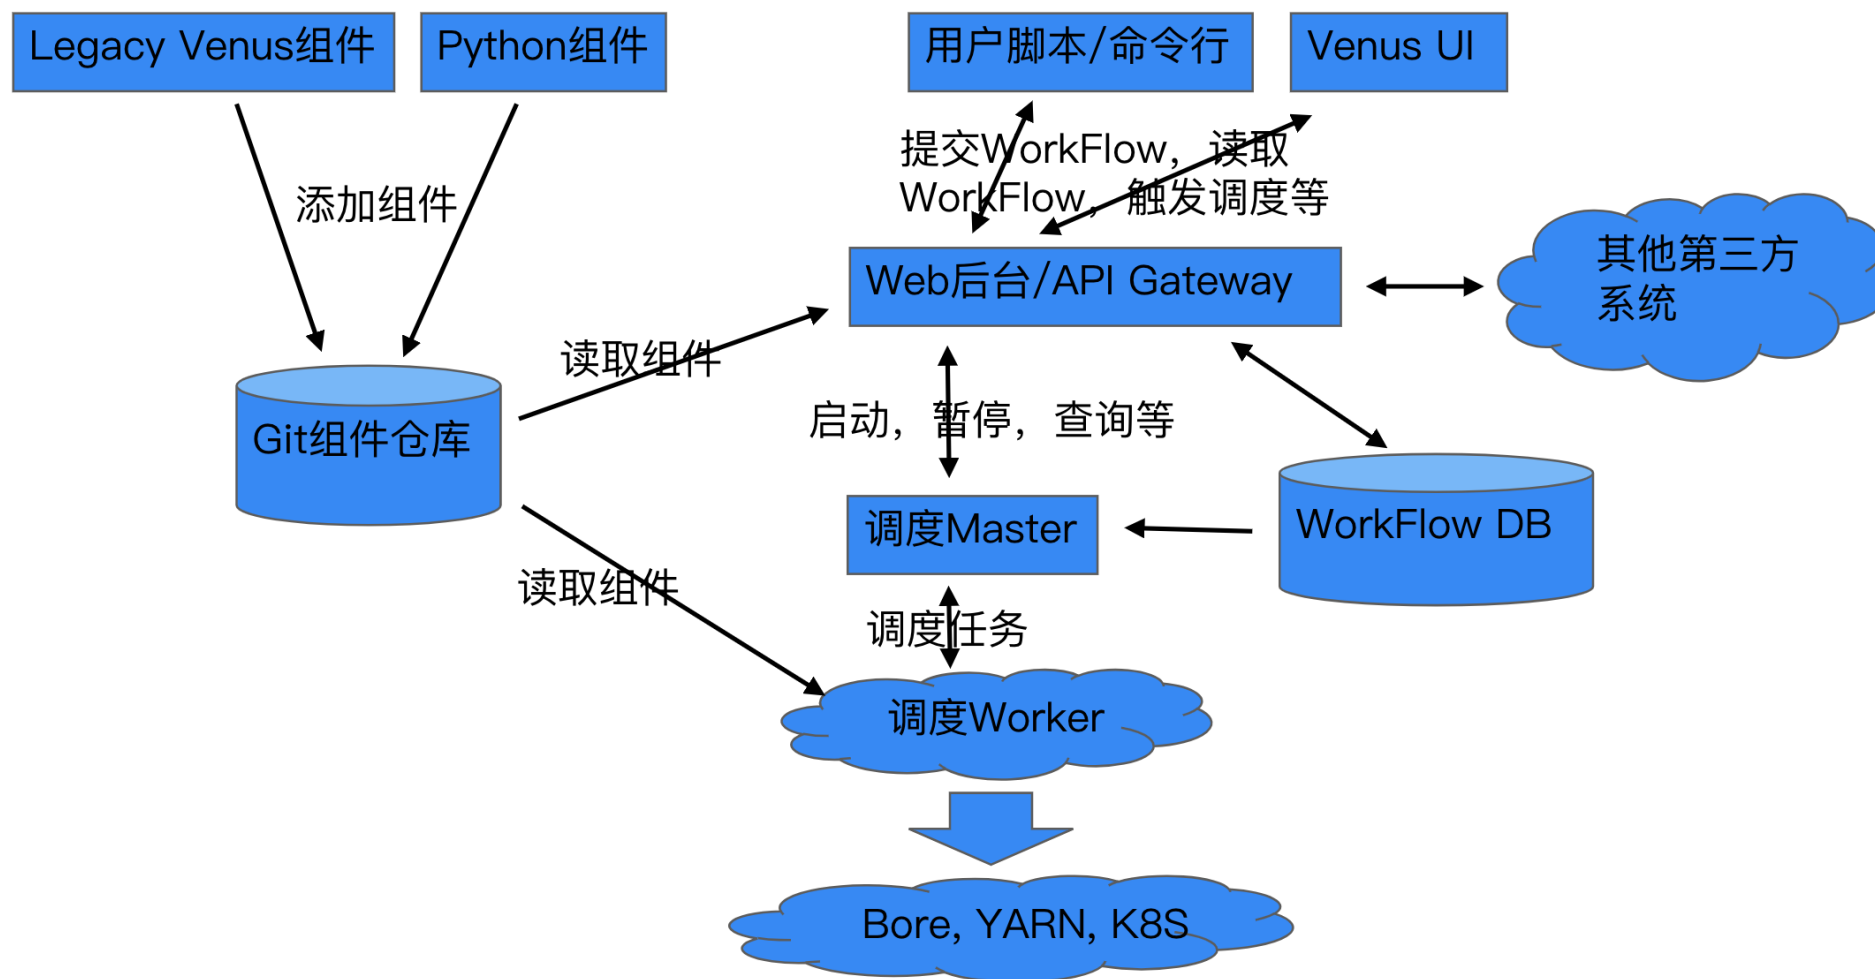 Legacy Venus组件
Python组件
用户脚本/命令行
Venus UI
提交WorkFlow，读取
WorkFlow，触发调度等
添加组件
其他第三方
系统
Web后台/API Gateway
读取组件
启动，暂停，查询等
Git组件仓库
调度Master
WorkFlow DB
读取组件
调度任务
调度Worker
Bore, YARN, K8S